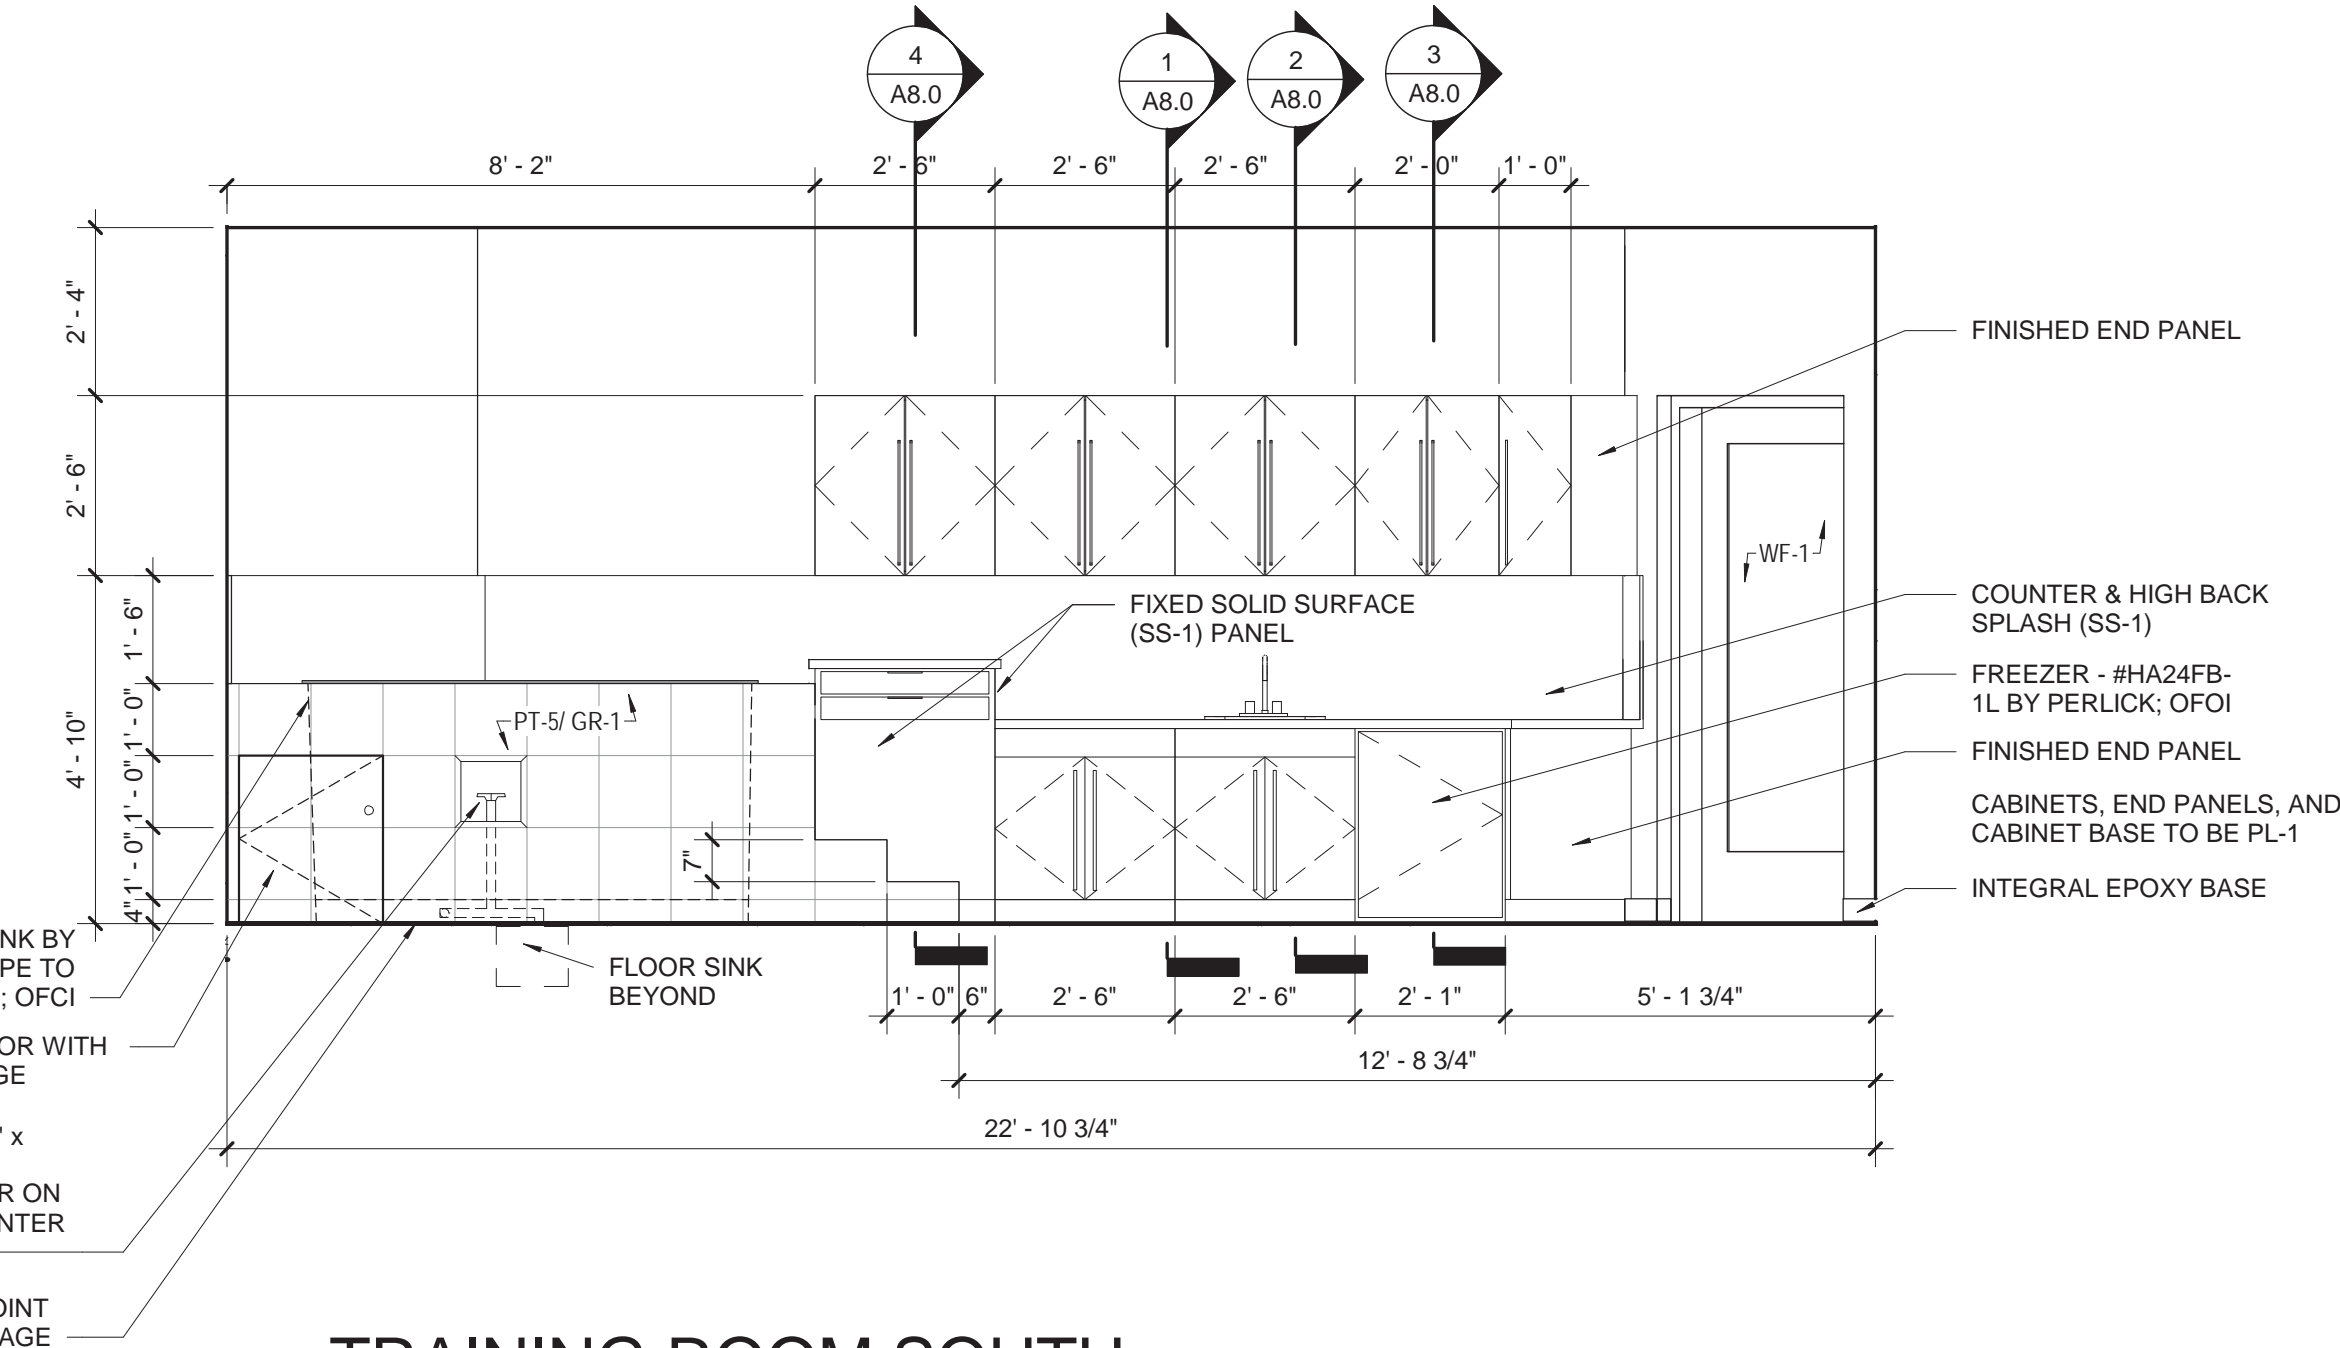 4
A8.0
1
A8.0
2
A8.0
3
A8.0
8' - 2"
2' - 6"
2' - 6"
2' - 6"
2' - 0"
1' - 0"
2' - 4"
2' - 6"
4' - 10"
1' - 6"
1' - 0"
1' - 0"
1' - 0"
4"
7"
PT-5/ GR-1
WF-1
FIXED SOLID SURFACE
(SS-1) PANEL
FINISHED END PANEL
COUNTER & HIGH BACK
SPLASH (SS-1)
FREEZER - #HA24FB-
1L BY PERLICK; OFOI
FINISHED END PANEL
CABINETS, END PANELS, AND
CABINET BASE TO BE PL-1
INTEGRAL EPOXY BASE
NK BY
PE TO
; OFCI
OR WITH
GE
" x
R ON
NTER
OINT
AGE
FLOOR SINK
BEYOND
1' - 0"
6"
2' - 6"
2' - 6"
2' - 1"
5' - 1 3/4"
12' - 8 3/4"
22' - 10 3/4"
TRAINING ROOM SOUTH